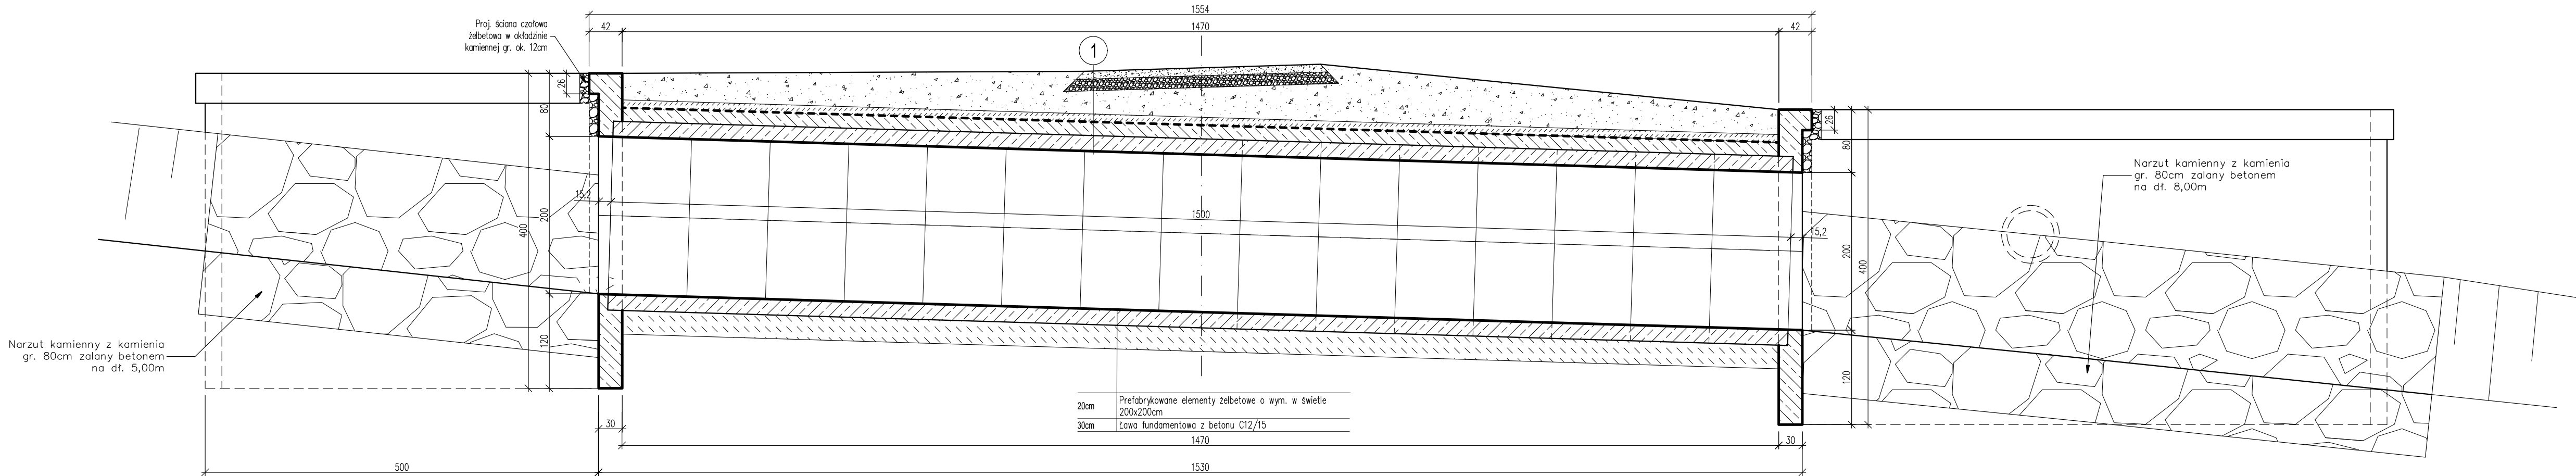 1554
42
1470
42
Proj. ściana czołowa
żelbetowa w okładzinie
kamiennej gr. ok. 12cm
1
26
80
26
80
15,2
200
400
1500
15,2
200
400
Narzut kamienny z kamienia
gr. 80cm zalany betonem
na dł. 8,00m
Narzut kamienny z kamienia
gr. 80cm zalany betonem
na dł. 5,00m
120
120
20cm Prefabrykowane elementy żelbetowe o wym. w świetle
200x200cm
30cm Ława fundamentowa z betonu C12/15
30
1470
30
500
1530